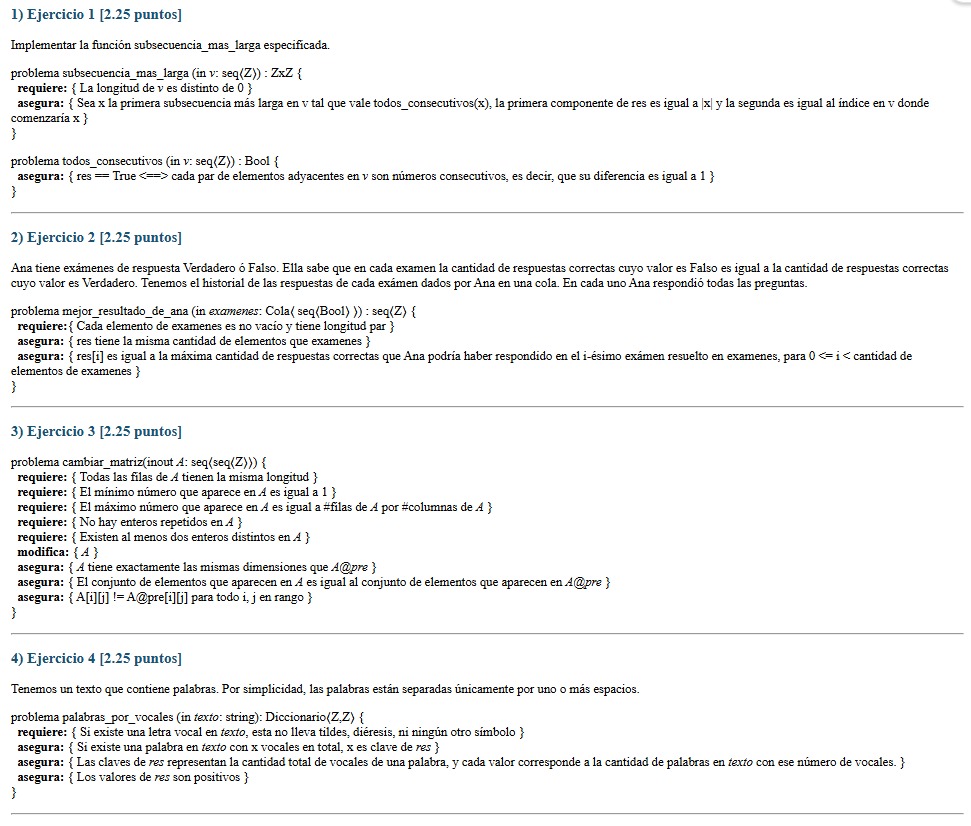 1) Ejercicio 1 [2.25 puntos]
Implementar la función subsecuencia_mas_larga especificada.
problema subsecuencia_mas_larga (in v: seq⟨Z⟩) : ZxZ {
requiere: { La longitud de v es distinto de 0 }
asegura: { Sea x la primera subsecuencia más larga en v tal que vale todos_consecutivos(x), la primera componente de res es igual a |x| y la segunda es igual al índice en v donde
comenzaría x }
}
problema todos_consecutivos (in v: seq⟨Z⟩) : Bool {
asegura: { res == True <==> cada par de elementos adyacentes en v son números consecutivos, es decir, que su diferencia es igual a 1 }
}
2) Ejercicio 2 [2.25 puntos]
Ana tiene exámenes de respuesta Verdadero ó Falso. Ella sabe que en cada examen la cantidad de respuestas correctas cuyo valor es Falso es igual a la cantidad de respuestas correctas
cuyo valor es Verdadero. Tenemos el historial de las respuestas de cada exámen dados por Ana en una cola. En cada uno Ana respondió todas las preguntas.
problema mejor_resultado_de_ana (in examenes: Cola⟨ seq⟨Bool⟩ ⟩) : seq⟨Z⟩ {
requiere:{ Cada elemento de examenes es no vacío y tiene longitud par }
asegura: { res tiene la misma cantidad de elementos que examenes }
asegura: { res[i] es igual a la máxima cantidad de respuestas correctas que Ana podría haber respondido en el i-ésimo exámen resuelto en examenes, para 0 <= i < cantidad de
elementos de examenes }
}
3) Ejercicio 3 [2.25 puntos]
problema cambiar_matriz(inout A: seq⟨seq⟨Z⟩⟩) {
requiere: { Todas las filas de A tienen la misma longitud }
requiere: { El mínimo número que aparece en A es igual a 1 }
requiere: { El máximo número que aparece en A es igual a #filas de A por #columnas de A }
requiere: { No hay enteros repetidos en A }
requiere: { Existen al menos dos enteros distintos en A }
modifica: { A }
asegura: { A tiene exactamente las mismas dimensiones que A@pre }
asegura: { El conjunto de elementos que aparecen en A es igual al conjunto de elementos que aparecen en A@pre }
asegura: { A[i][j] != A@pre[i][j] para todo i, j en rango }
}
4) Ejercicio 4 [2.25 puntos]
Tenemos un texto que contiene palabras. Por simplicidad, las palabras están separadas únicamente por uno o más espacios.
problema palabras_por_vocales (in texto: string): Diccionario⟨Z,Z⟩ {
requiere: { Si existe una letra vocal en texto, esta no lleva tildes, diéresis, ni ningún otro símbolo }
asegura: { Si existe una palabra en texto con x vocales en total, x es clave de res }
asegura: { Las claves de res representan la cantidad total de vocales de una palabra, y cada valor corresponde a la cantidad de palabras en texto con ese número de vocales. }
asegura: { Los valores de res son positivos }
}